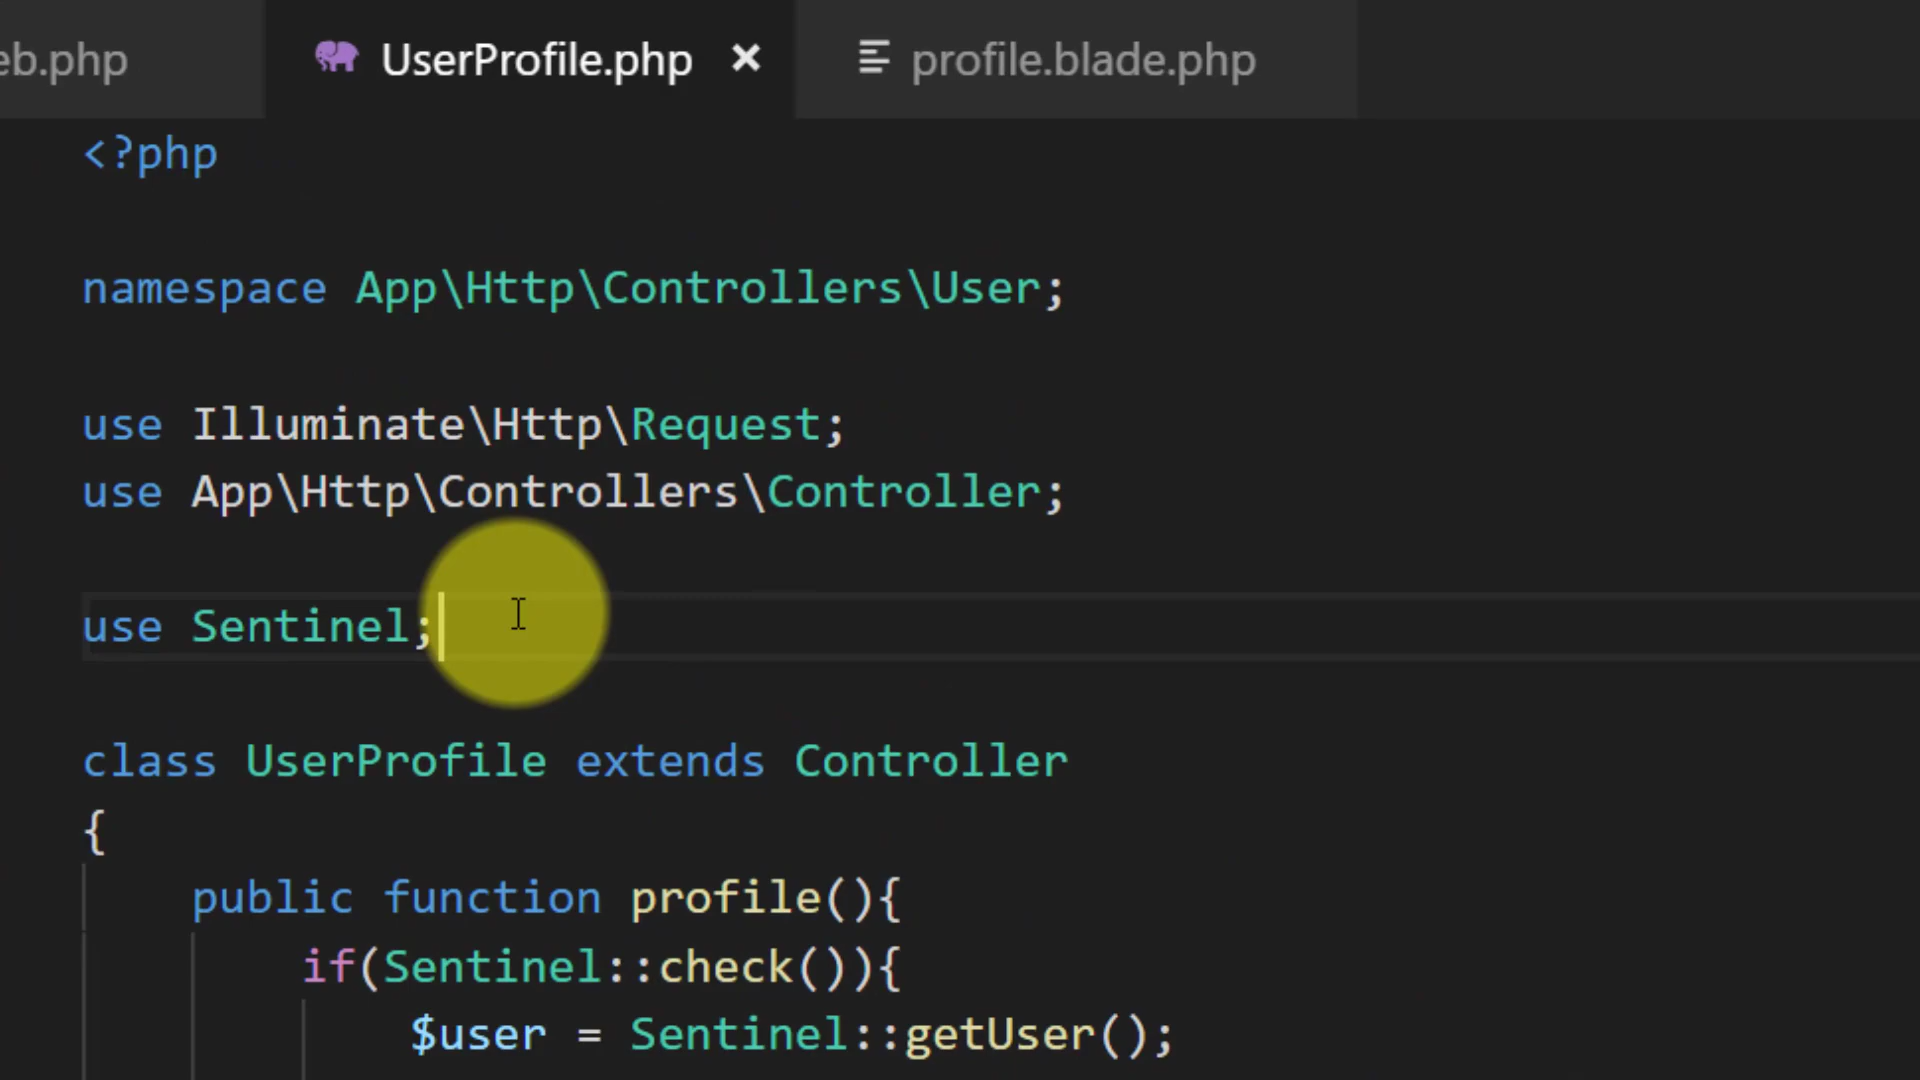 eb.php UserProfile.php × profile.blade.php
<?php
namespace App\Http\Controllers\User;
use Illuminate\Http\Request;
use App\Http\Controllers\Controller;
use Sentinel;
class UserProfile extends Controller
{
public function profile(){
if(Sentinel::check()){
$user = Sentinel::getUser();